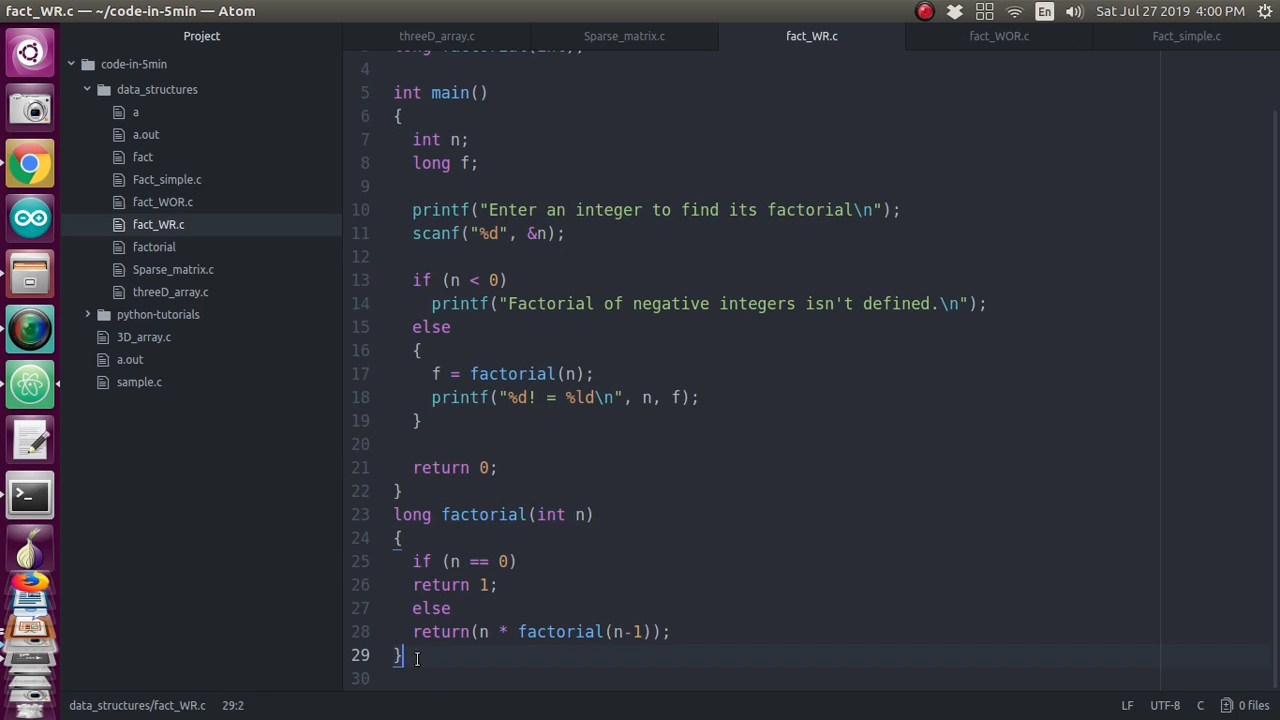 fact_WR.c — ~/code-in-5min — Atom
En
Sat Jul 27 2019 4:00 PM
Project
threeD_array.c
Sparse_matrix.c
fact_WR.c
fact_WOR.c
Fact_simple.c
code-in-5min
data_structures
a
a.out
fact
Fact_simple.c
fact_WOR.c
fact_WR.c
factorial
Sparse_matrix.c
threeD_array.c
python-tutorials
3D_array.c
a.out
sample.c
4
5 int main()
6 {
7 int n;
8 long f;
9
10 printf("Enter an integer to find its factorial\n");
11 scanf("%d", &n);
12
13 if (n < 0)
14 printf("Factorial of negative integers isn't defined.\n");
15 else
16 {
17 f = factorial(n);
18 printf("%d! = %ld\n", n, f);
19 }
20
21 return 0;
22 }
23 long factorial(int n)
24 {
25 if (n == 0)
26 return 1;
27 else
28 return(n * factorial(n-1));
29 }
30
data_structures/fact_WR.c 29:2
LF UTF-8 C 0 files